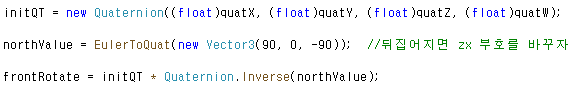 initQT = new Quaternion((float)quatX, (float)quatY, (float)quatZ, (float)quatW);
northValue = EulerToQuat(new Vector3(90, 0, -90));  //뒤집어지면 zx 부호를 바꾸자
frontRotate = initQT * Quaternion.Inverse(northValue);